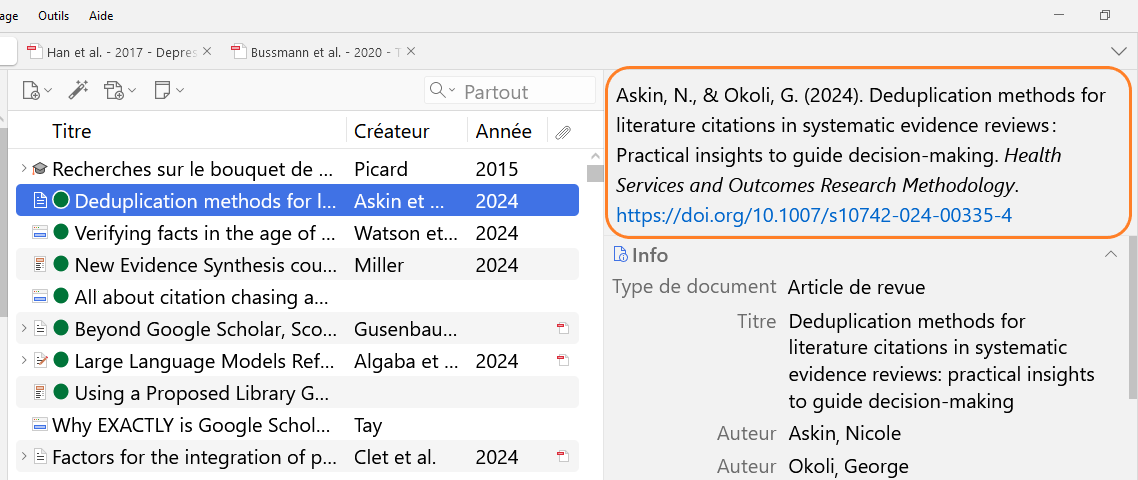 age Outils Aide
Han et al. - 2017 - Depres
Bussmann et al. - 2020 - T
Partout
Titre Créateur Année
Recherches sur le bouquet de ... Picard 2015
Deduplication methods for l... Askin et ... 2024
Verifying facts in the age of ... Watson et... 2024
New Evidence Synthesis cou... Miller 2024
All about citation chasing a...
Beyond Google Scholar, Sco... Gusenbau...
Large Language Models Ref... Algaba et ... 2024
Using a Proposed Library G...
Why EXACTLY is Google Schol... Tay
Factors for the integration of p... Clet et al. 2024
Askin, N., & Okoli, G. (2024). Deduplication methods for
literature citations in systematic evidence reviews :
Practical insights to guide decision-making. Health
Services and Outcomes Research Methodology.
https://doi.org/10.1007/s10742-024-00335-4
Info
Type de document Article de revue
Titre Deduplication methods for
literature citations in systematic
evidence reviews: practical insights
to guide decision-making
Auteur Askin, Nicole
Auteur Okoli, George